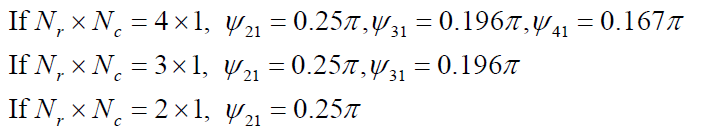 If N_r × N_c = 4×1, ψ_21 = 0.25π, ψ_31 = 0.196π, ψ_41 = 0.167π
If N_r × N_c = 3×1, ψ_21 = 0.25π, ψ_31 = 0.196π
If N_r × N_c = 2×1, ψ_21 = 0.25π